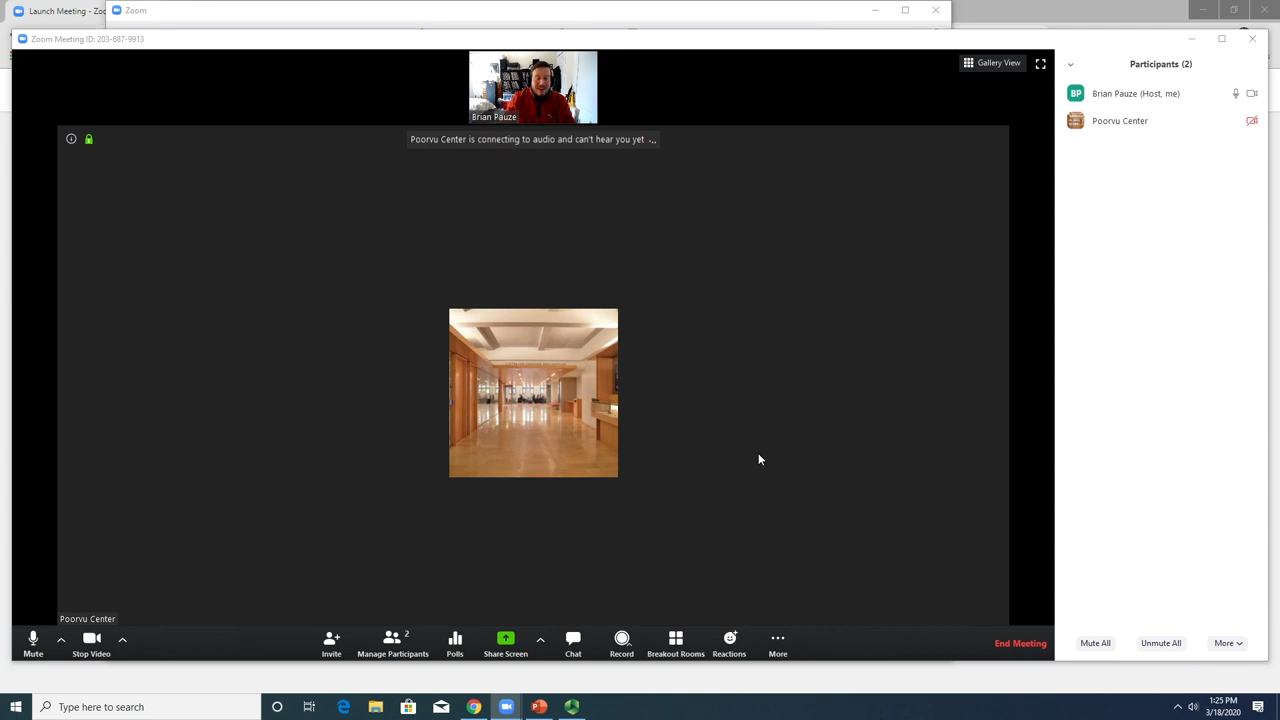 Launch Meeting - Zoo
Zoom
Zoom Meeting ID: 203-687-9913
Gallery View
Participants (2)
BP Brian Pauze (Host, me)
Poorvu Center
Brian Pauze
Poorvu Center is connecting to audio and can't hear you yet
Poorvu Center
Mute
Stop Video
Invite
2
Manage Participants
Polls
Share Screen
Chat
Record
Breakout Rooms
Reactions
More
End Meeting
Mute All
Unmute All
More
Type here to search
1:25 PM
3/18/2020